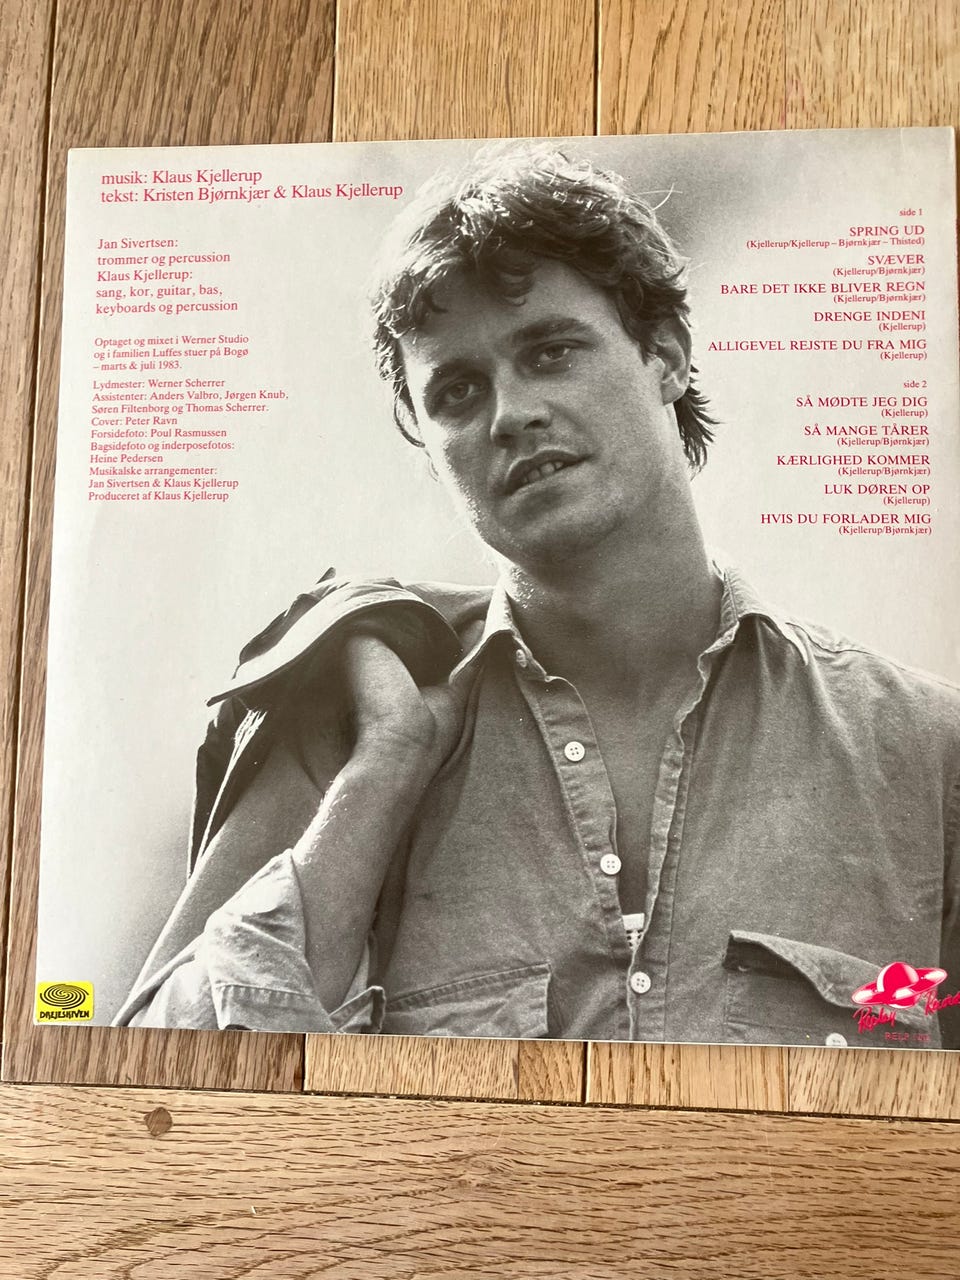 musik: Klaus Kjellerup
tekst: Kristen Bjørnkjær & Klaus Kjellerup
Jan Sivertsen:
trommer og percussion
Klaus Kjellerup:
sang, kor, guitar, bas,
keyboards og percussion
Optaget og mixet i Werner Studio
og i familien Luffes stuer på Bogø
– marts & juli 1983.
Lydmester: Werner Scherrer
Assistenter: Anders Valbro, Jørgen Knub,
Søren Filtenborg og Thomas Scherrer.
Cover: Peter Ravn
Forsidefoto: Poul Rasmussen
Bagsidefoto og inderposefotos:
Heine Pedersen
Musikalske arrangementer:
Jan Sivertsen & Klaus Kjellerup
Produceret af Klaus Kjellerup
side 1
SPRING UD
(Kjellerup/Kjellerup – Bjørnkjær – Thisted)
SVÆVER
(Kjellerup/Bjørnkjær)
BARE DET IKKE BLIVER REGN
(Kjellerup/Bjørnkjær)
DRENGE INDENI
(Kjellerup)
ALLIGEVEL REJSTE DU FRA MIG
(Kjellerup)
side 2
SÅ MØDTE JEG DIG
(Kjellerup)
SÅ MANGE TÅRER
(Kjellerup/Bjørnkjær)
KÆRLIGHED KOMMER
(Kjellerup/Bjørnkjær)
LUK DØREN OP
(Kjellerup)
HVIS DU FORLADER MIG
(Kjellerup/Bjørnkjær)
DREJESKIVEN
Replay